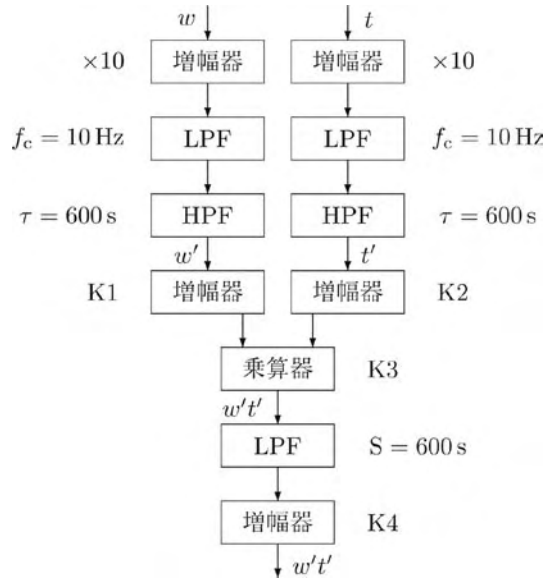 w t
×10 増幅器 増幅器 ×10
f_c = 10 Hz LPF LPF f_c = 10 Hz
τ = 600 s HPF HPF τ = 600 s
w′ t′
K1 増幅器 増幅器 K2
乗算器 K3
w′t′
LPF S = 600 s
増幅器 K4
w′t′